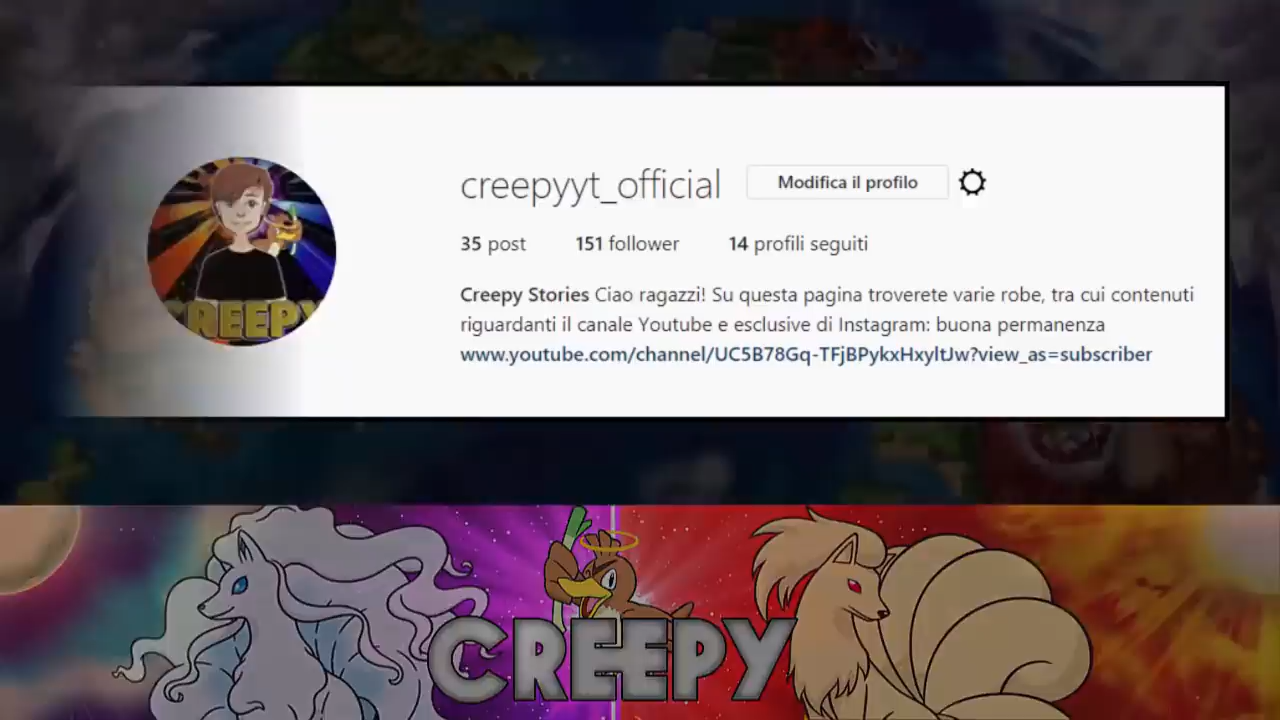 creepyyt_official Modifica il profilo
35 post 151 follower 14 profili seguiti
Creepy Stories Ciao ragazzi! Su questa pagina troverete varie robe, tra cui contenuti
riguardanti il canale Youtube e esclusive di Instagram: buona permanenza
www.youtube.com/channel/UC5B78Gq-TFjBPykxHxyltJw?view_as=subscriber
CREEPY
CREEPY